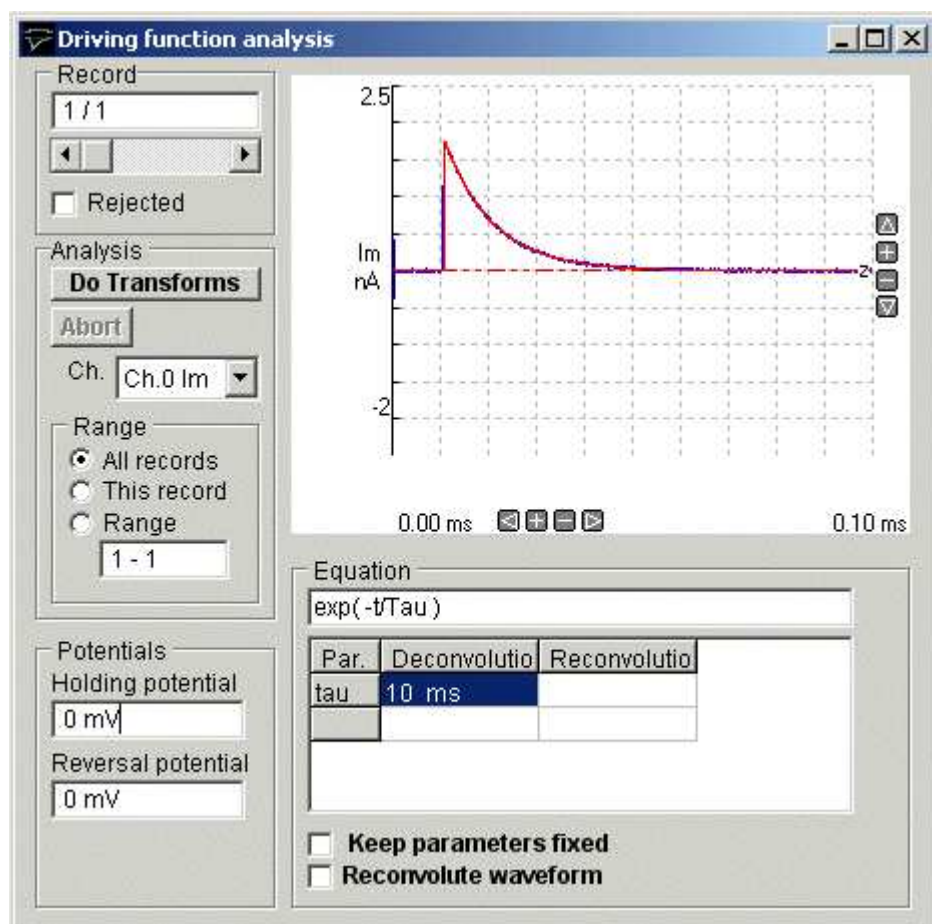 Driving function analysis
Record
1 / 1
Rejected
Analysis
Do Transforms
Abort
Ch.
Ch.0 Im
Range
All records
This record
Range
1 - 1
Potentials
Holding potential
0 mV
Reversal potential
0 mV
2.5
Im
nA
-2
z
0.00 ms
0.10 ms
Equation
exp( -t/Tau )
Par. Deconvolutio Reconvolutio
tau 10 ms
Keep parameters fixed
Reconvolute waveform